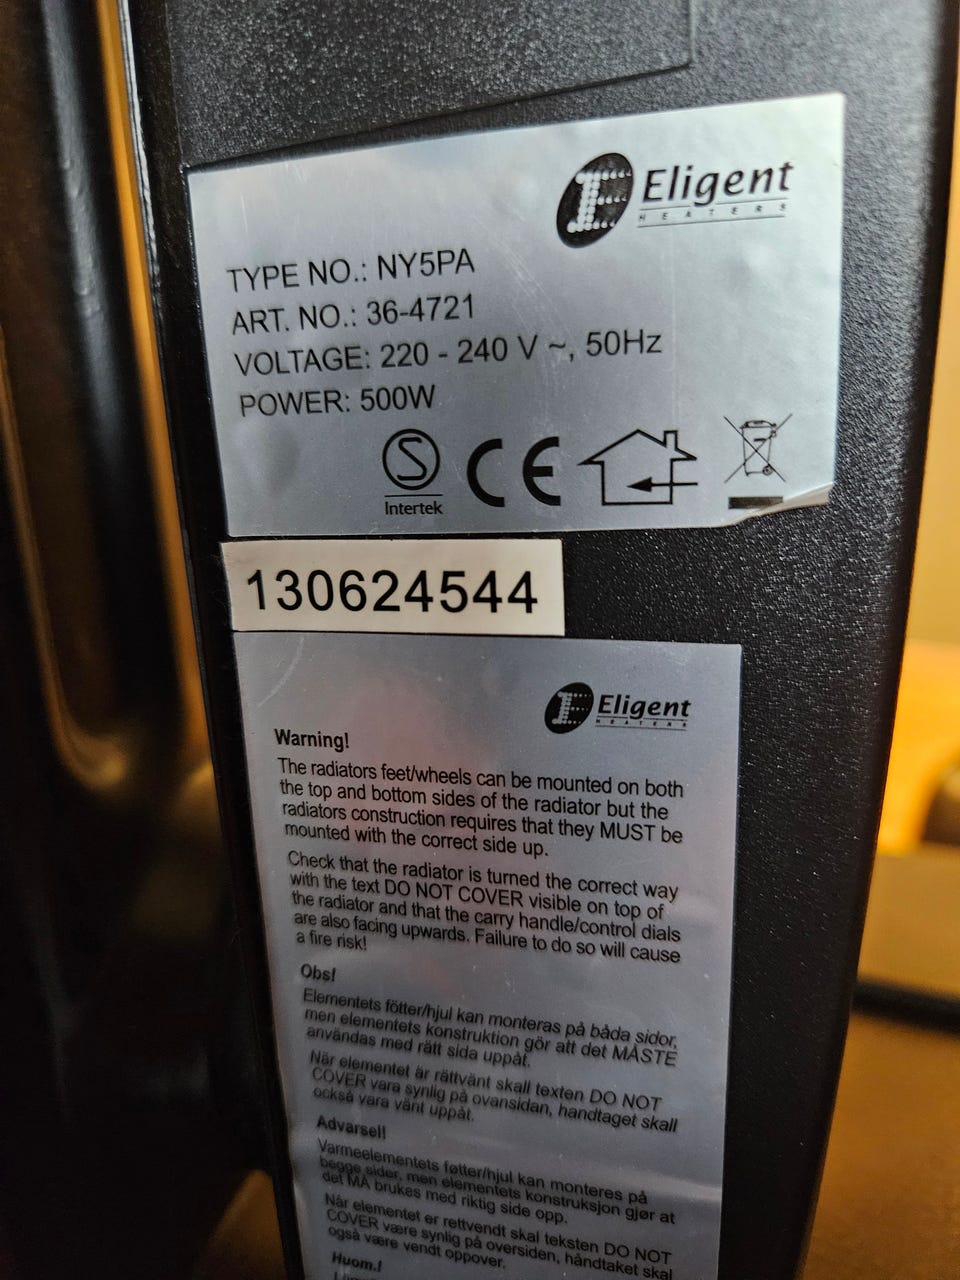 Eligent
HEATERS
TYPE NO.: NY5PA
ART. NO.: 36-4721
VOLTAGE: 220 - 240 V ~, 50Hz
POWER: 500W
S
Intertek
CE
130624544
Eligent
HEATERS
Warning!
The radiators feet/wheels can be mounted on both
the top and bottom sides of the radiator but the
radiators construction requires that they MUST be
mounted with the correct side up.
Check that the radiator is turned the correct way
with the text DO NOT COVER visible on top of
the radiator and that the carry handle/control dials
are also facing upwards. Failure to do so will cause
a fire risk!
Obs!
Elementets fötter/hjul kan monteras på båda sidor,
men elementets konstruktion gör att det MÅSTE
användas med rätt sida uppåt.
När elementet är rättvänt skall texten DO NOT
COVER vara synlig på ovansidan, handtaget skall
också vara vänt uppåt.
Advarsel!
Varmeelementets føtter/hjul kan monteres på
begge sider, men elementets konstruksjon gjør at
det MÅ brukes med riktig side opp.
Når elementet er rettvendt skal teksten DO NOT
COVER være synlig på oversiden, håndtaket skal
også være vendt oppover.
Huom.!